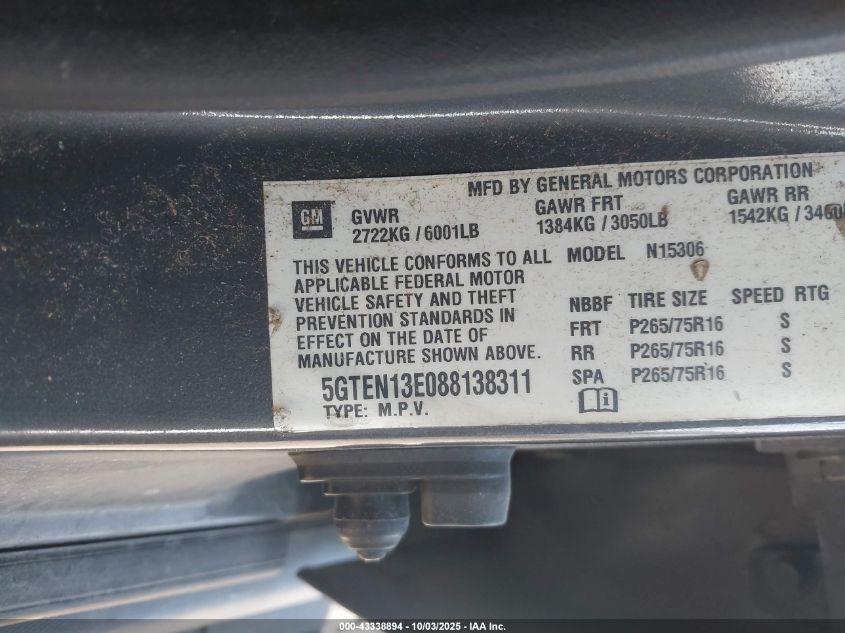 MFD BY GENERAL MOTORS CORPORATION
GM
GVWR GAWR FRT GAWR RR
2722KG / 6001LB 1384KG / 3050LB 1542KG /
THIS VEHICLE CONFORMS TO ALL
APPLICABLE FEDERAL MOTOR
VEHICLE SAFETY AND THEFT
PREVENTION STANDARDS IN
EFFECT ON THE DATE OF
MANUFACTURE SHOWN ABOVE.
5GTEN13E088138311
TYPE: M.P.V.
MODEL N15306
NBBF TIRE SIZE SPEED RTG
FRT P265/75R16 S
RR P265/75R16 S
SPA P265/75R16 S
000-43338894 - 10/03/2025 - IAA Inc.